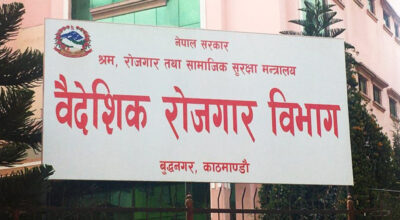 नेपाल सरकार
श्रम, रोजगार तथा सामाजिक सुरक्षा मन्त्रालय
वैदेशिक रोजगार विभाग
बुद्धनगर, काठमाण्डौ